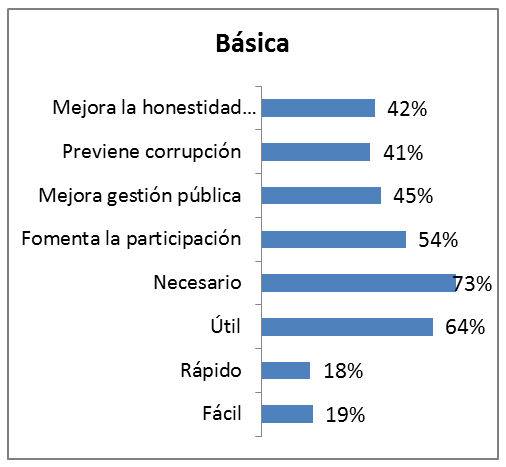 Básica
Mejora la honestidad... 42%
Previene corrupción 41%
Mejora gestión pública 45%
Fomenta la participación 54%
Necesario 73%
Útil 64%
Rápido 18%
Fácil 19%